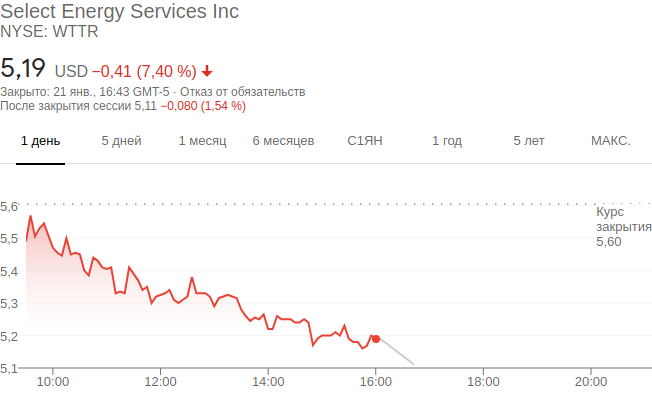 Select Energy Services Inc
NYSE: WTTR
5,19 USD −0,41 (7,40 %)
Закрыто: 21 янв., 16:43 GMT-5 · Отказ от обязательств
После закрытия сессии 5,11 −0,080 (1,54 %)
1 день 5 дней 1 месяц 6 месяцев С1ЯН 1 год 5 лет МАКС.
5,6
Курс
закрытия
5,60
5,5
5,4
5,3
5,2
5,1
10:00 12:00 14:00 16:00 18:00 20:00